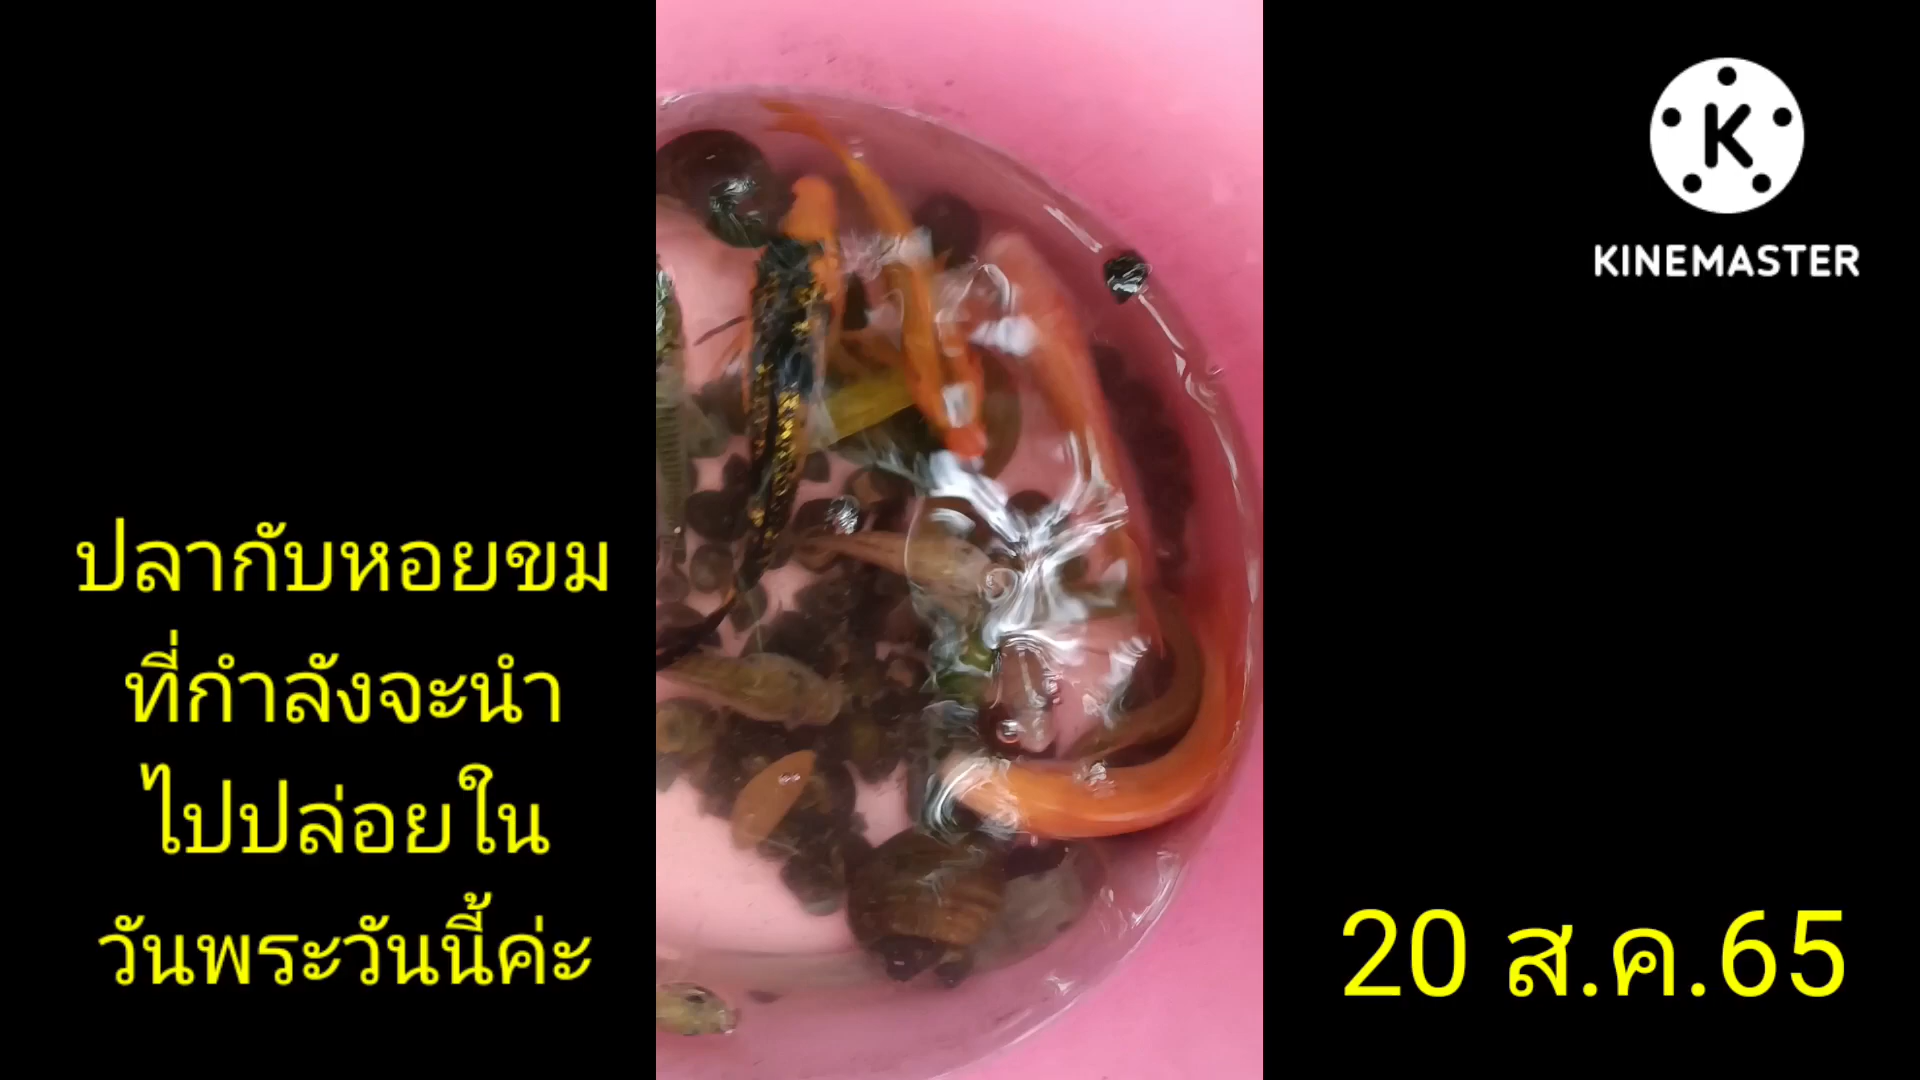 K
KINEMASTER
ปลากับหอยขม
ที่กำลังจะนำ
ไปปล่อยใน
วันพระวันนี้ค่ะ
20 ส.ค.65